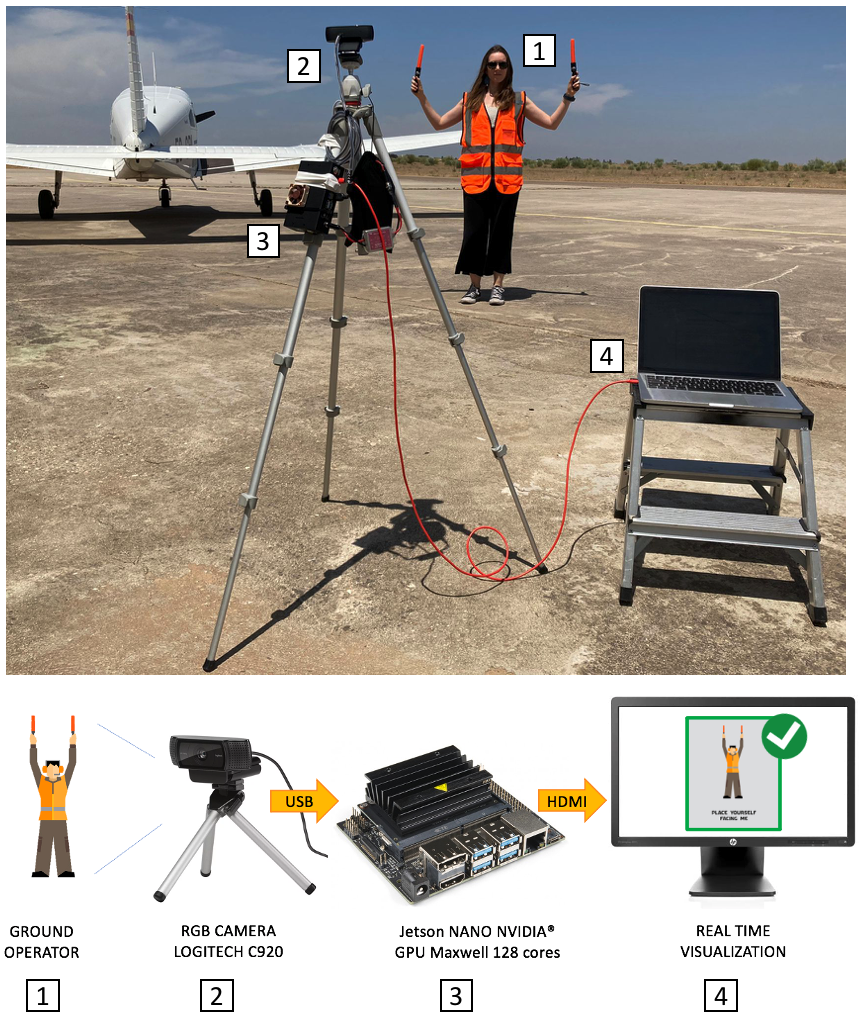 1
2
3
4
USB
HDMI
PLACE YOURSELF
FACING ME
hp
GROUND
OPERATOR
RGB CAMERA
LOGITECH C920
Jetson NANO NVIDIA®
GPU Maxwell 128 cores
REAL TIME
VISUALIZATION
1
2
3
4